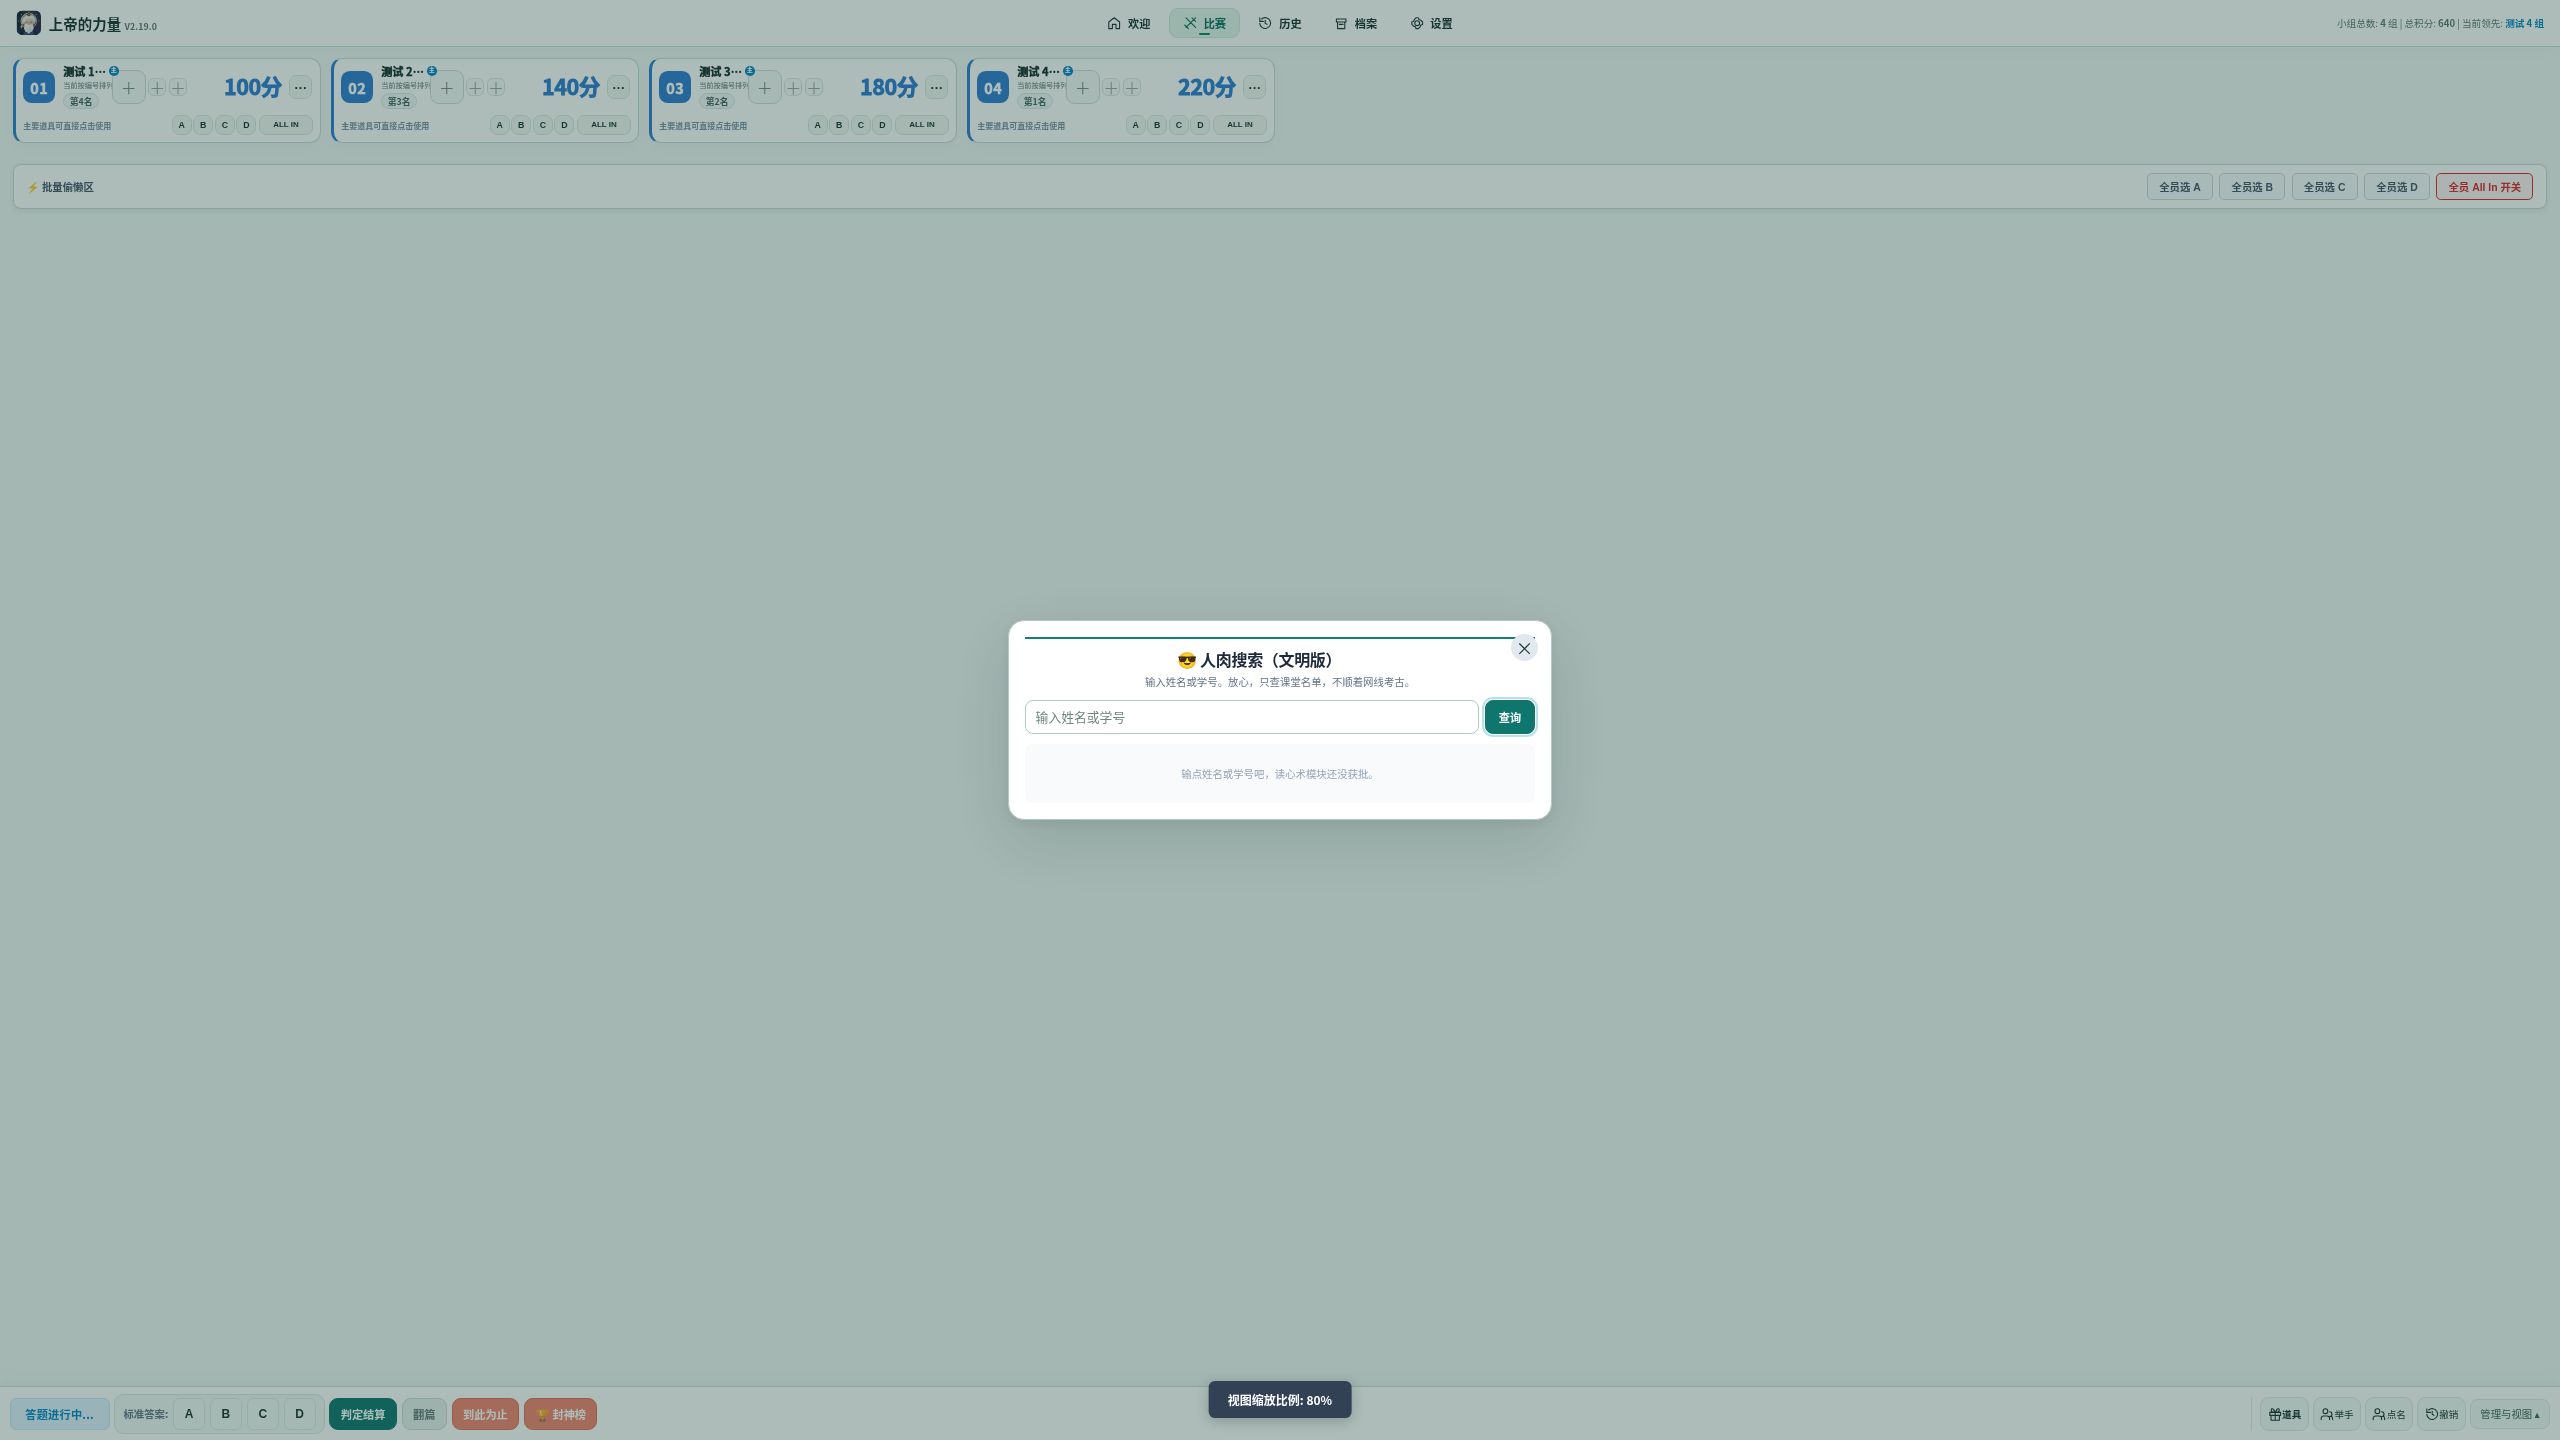 上帝的力量 V2.19.0
欢迎 比赛 历史 档案 设置
小组总数: 4 组 | 总积分: 640 | 当前领先: 测试 4 组
01 测试 1… 主 100分 ...
当前按编号排列
第4名
主要道具可直接点击使用 A B C D ALL IN
02 测试 2… 主 140分 ...
当前按编号排列
第3名
主要道具可直接点击使用 A B C D ALL IN
03 测试 3… 主 180分 ...
当前按编号排列
第2名
主要道具可直接点击使用 A B C D ALL IN
04 测试 4… 主 220分 ...
当前按编号排列
第1名
主要道具可直接点击使用 A B C D ALL IN
⚡ 批量偷懒区 全员选 A 全员选 B 全员选 C 全员选 D 全员 All In 开关
😎 人肉搜索（文明版）
输入姓名或学号。放心，只查课堂名单，不顺着网线考古。
输入姓名或学号 查询
输点姓名或学号吧，读心术模块还没获批。
答题进行中... 标准答案: A B C D 判定结算 翻篇 到此为止 🏆 封神榜
视图缩放比例: 80%
道具 举手 点名 撤销 管理与视图 ▴